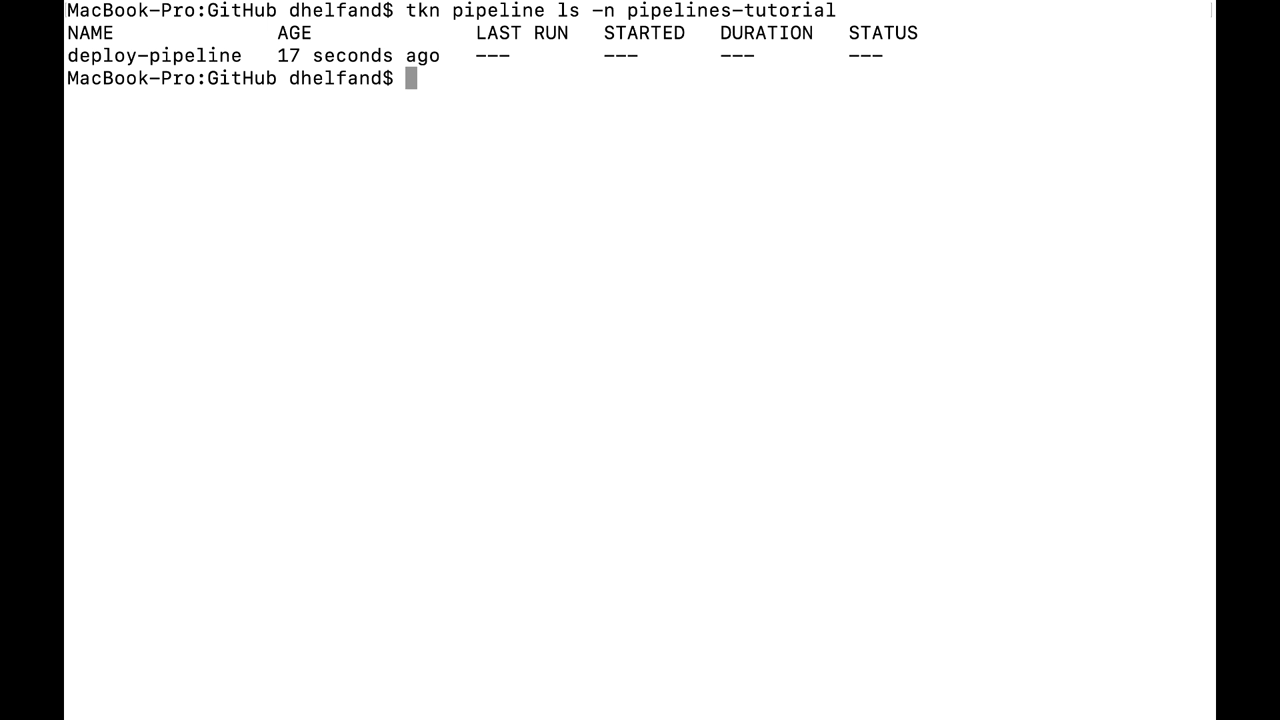 MacBook-Pro:GitHub dhelfand$ tkn pipeline ls -n pipelines-tutorial
NAME              AGE              LAST RUN   STARTED   DURATION   STATUS
deploy-pipeline   17 seconds ago   ---        ---       ---        ---
MacBook-Pro:GitHub dhelfand$